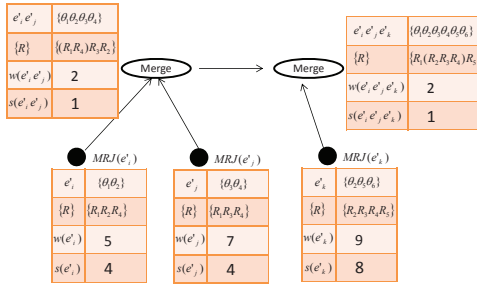 e'ᵢ e'ⱼ {θ₁θ₂θ₃θ₄}
{R} {(R₁R₄)R₃R₂}
w(e'ᵢ e'ⱼ) 2
s(e'ᵢ e'ⱼ) 1
Merge
Merge
e'ᵢ e'ⱼ e'ₖ {θ₁θ₂θ₃θ₄θ₅θ₆}
{R} {R₁(R₂R₃R₄)R₅
w(e'ᵢ e'ⱼ e'ₖ) 2
s(e'ᵢ e'ⱼ e'ₖ) 1
MRJ(e'ᵢ)
e'ᵢ {θ₁θ₂}
{R} {R₁R₂R₄}
w(e'ᵢ) 5
s(e'ᵢ) 4
MRJ(e'ⱼ)
e'ⱼ {θ₃θ₄}
{R} {R₁R₃R₄}
w(e'ⱼ) 7
s(e'ⱼ) 4
MRJ(e'ₖ)
e'ₖ {θ₂θ₅θ₆}
{R} {R₂R₃R₄R₅}
w(e'ₖ) 9
s(e'ₖ) 8